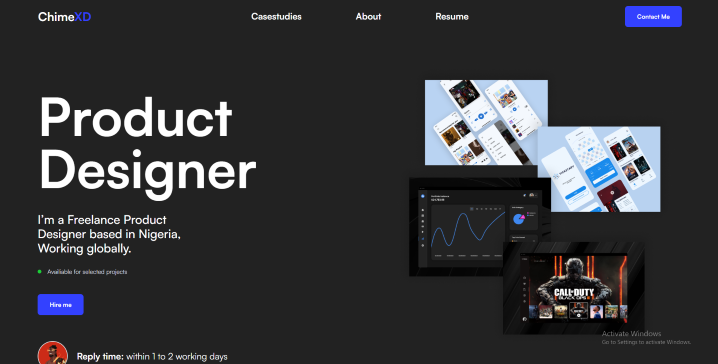 ChimeXD
Casestudies
About
Resume
Contact Me
Product
Designer
I'm a Freelance Product
Designer based in Nigeria,
Working globally.
Available for selected projects
Hire me
Reply time: within 1 to 2 working days
CALL OF DUTY
BLACK OPS
Activate Windows
Go to Settings to activate Windows.